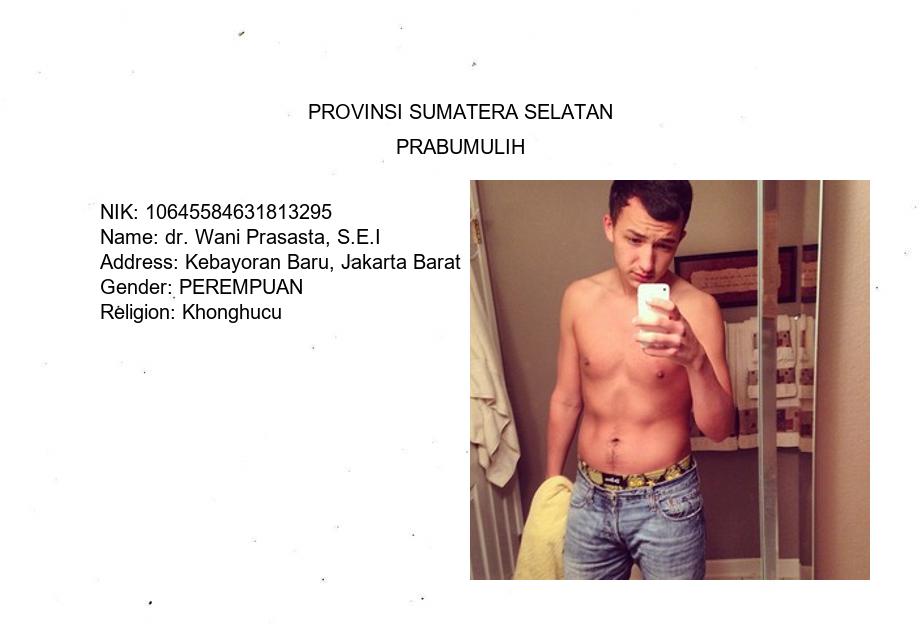 PROVINSI SUMATERA SELATAN
PRABUMULIH
NIK: 10645584631813295
Name: dr. Wani Prasasta, S.E.I
Address: Kebayoran Baru, Jakarta Barat
Gender: PEREMPUAN
Religion: Khonghucu